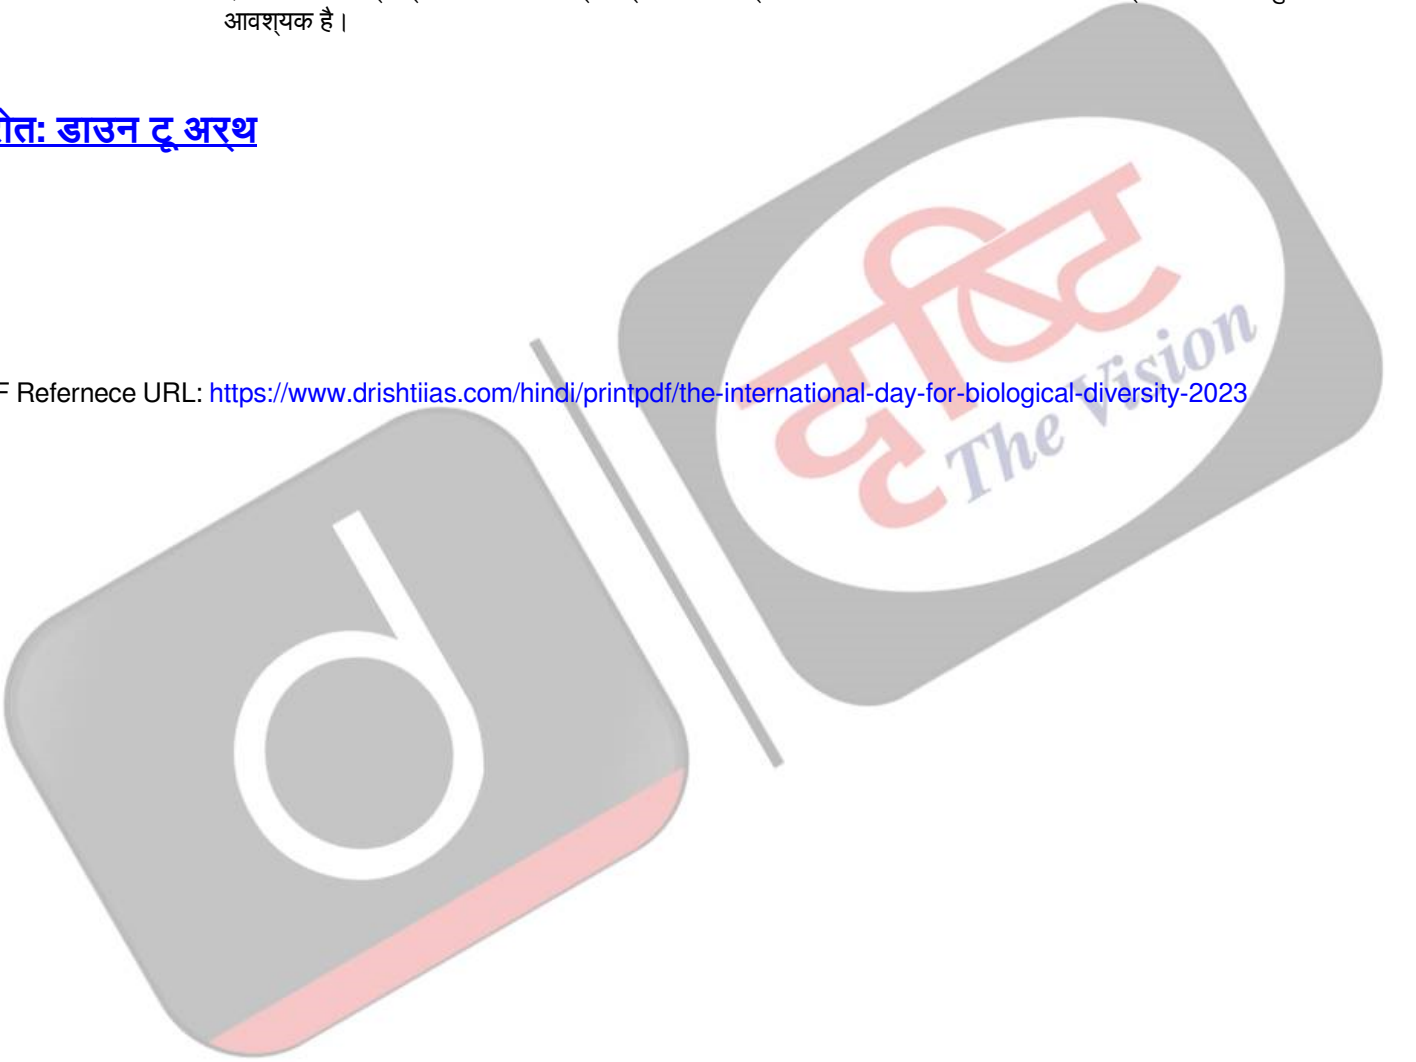 आवश्यक है।
डाउन टू अर्थ
दृष्टि
The Vision
Refernece URL: https://www.drishtiias.com/hindi/printpdf/the-international-day-for-biological-diversity-2023
d